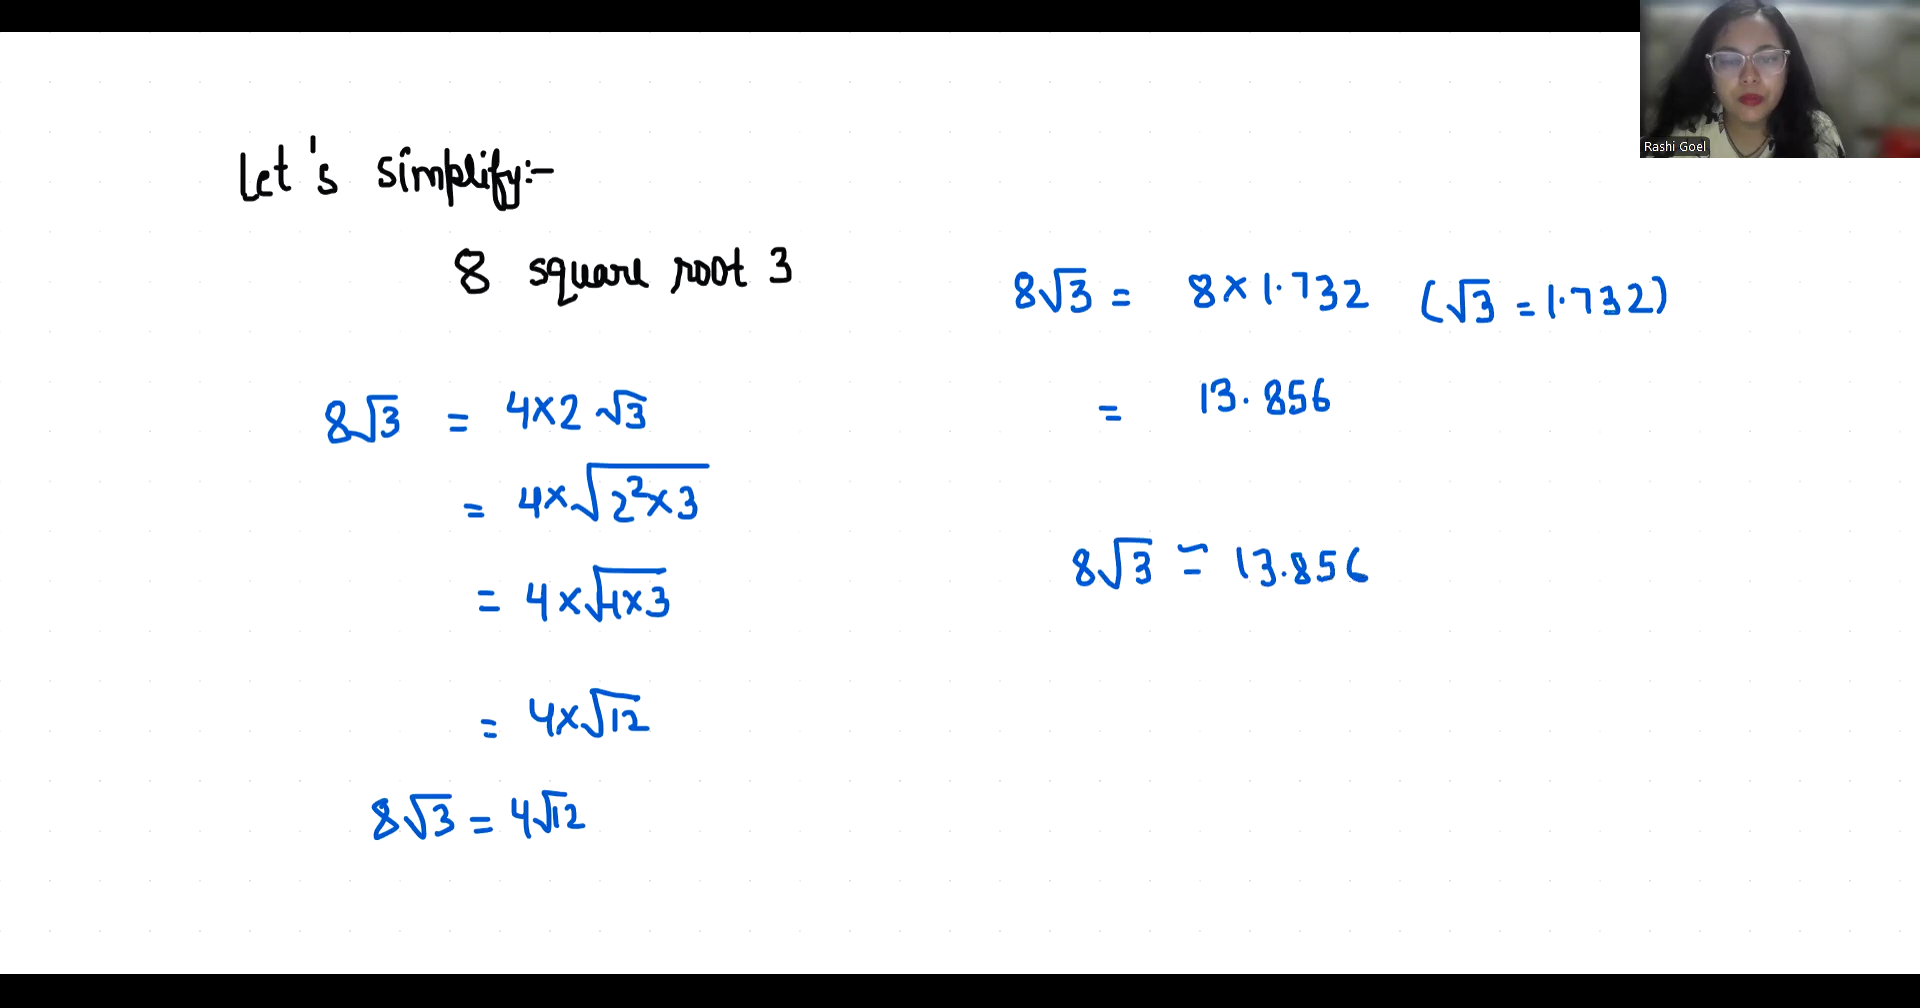 Let's simplify:-
8 square root 3
8√3 = 4×2 √3
= 4×√2²×3
= 4×√4×3
= 4×√12
8√3 = 4√12
8√3 = 8×1.732 (√3 = 1.732)
= 13.856
8√3 ≃ 13.856
Rashi Goel